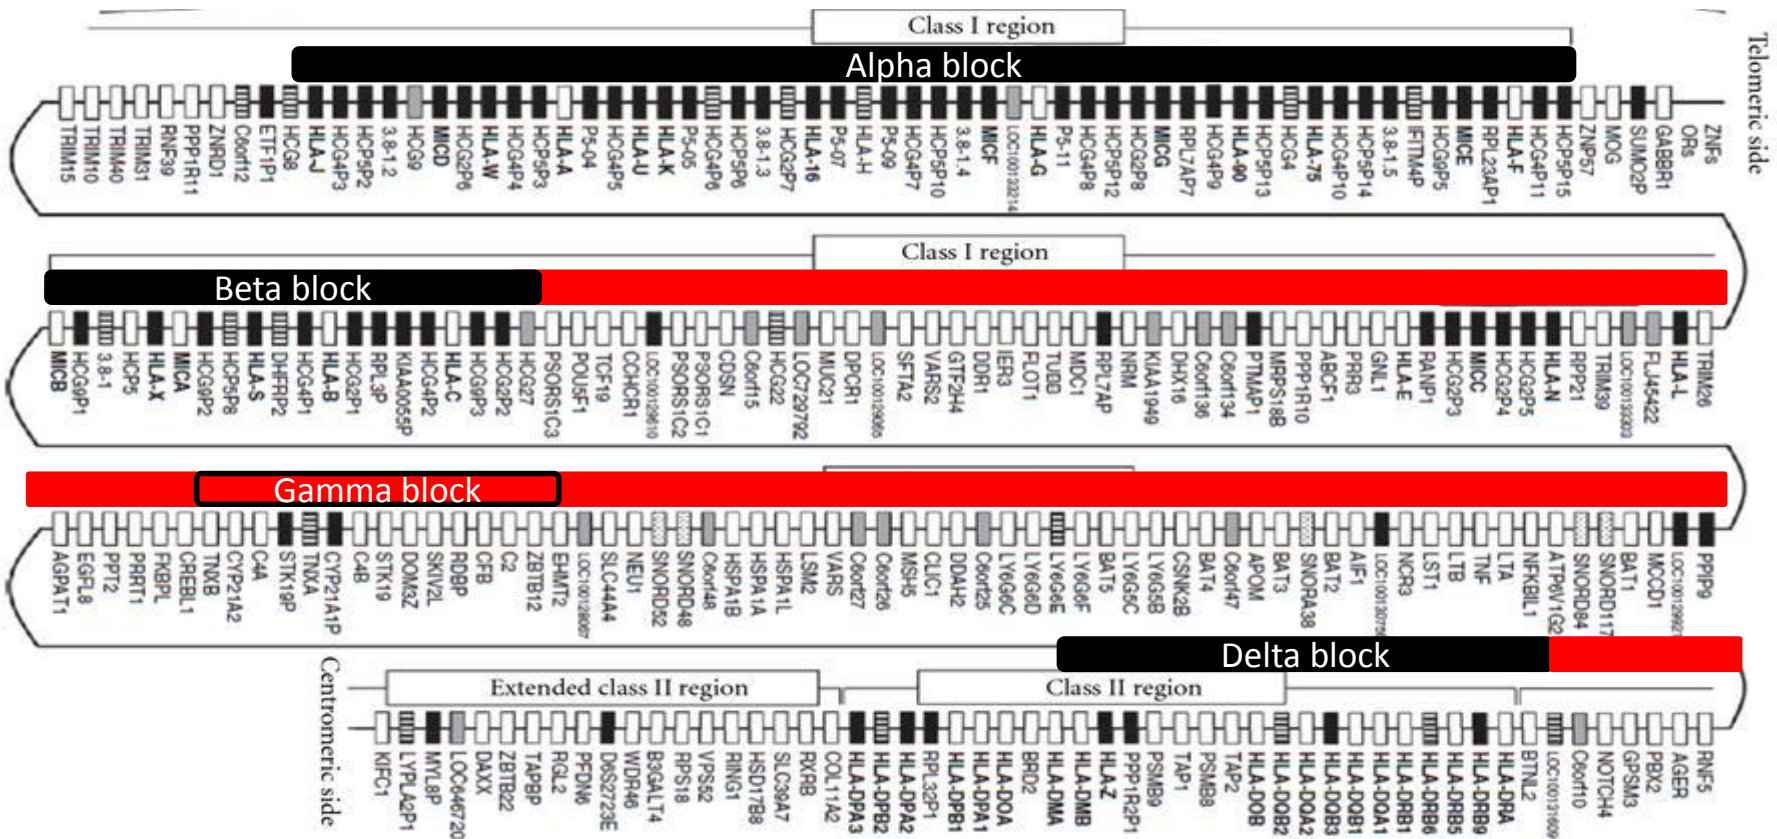 Class I region
Alpha block
Telomeric side
TRIM15
TRIM10
TRIM40
TRIM31
RNF39
PPP1R11
ZNRD1
C6orf12
ETF1P1
HCG8
HLA-J
HCG4P3
HCP5P2
3.8-1.2
HCG9
MICD
HCG2P6
HLA-W
HCG4P4
HCP5P3
HLA-A
P5-04
HCG4P5
HLA-U
HLA-K
P5-05
HCG4P6
HCP5P6
3.8-1.3
HCG2P7
HLA-16
P5-07
HLA-H
P5-09
HCG4P7
HCP5P10
3.8-1.4
MICF
LOC100133214
HLA-G
P5-11
HCG4P8
HCP5P12
HCG2P8
MICG
RPL7AP7
HCG4P9
HLA-90
HCP5P13
HCG4
HLA-75
HCG4P10
HCP5P14
3.8-1.5
IFITM4P
HCG9P5
MICE
RPL23AP1
HLA-F
HCG4P11
HCP5P15
ZNP57
MOG
SUMO2P
GABBR1
ORs
ZNFs
Class I region
Beta block
MICB
HCG9P1
3.8-1
HCP5
HLA-X
MICA
HCG9P2
HCP5P8
HLA-S
DHFRP2
HCG4P1
HLA-B
HCG2P1
RPL3P
KIAA0055P
HCG4P2
HLA-C
HCG9P3
HCG2P2
HCG27
PSORS1C3
POU5F1
TCF19
CCHCR1
LOC100129610
PSORS1C2
PSORS1C1
CDSN
C6orf15
HCG22
LOC729792
MUC21
DPCR1
LOC100129065
SFTA2
VARS2
GTF2H4
DDR1
IER3
FLOT1
TUBB
MDC1
RPL7AP
NRM
KIAA1949
DHX16
C6orf136
C6orf134
PTMAP1
MRPS18B
PPP1R10
ABCF1
PRR3
GNL1
HLA-E
RANP1
HCG2P3
MICC
HCG2P4
HCG2P5
HLA-N
RPP21
TRIM39
LOC100133303
FLJ45422
HLA-L
TRIM26
Gamma block
AGPAT1
EGFL8
PPT2
PRRT1
FKBPL
CREBL1
TNXB
CYP21A2
C4A
STK19P
TNXA
CYP21A1P
C4B
STK19
DOM3Z
SKIV2L
RDBP
CFB
C2
ZBTB12
EHMT2
LOC100128067
SLC44A4
NEU1
SNORD52
SNORD48
C6orf48
HSPA1B
HSPA1A
HSPA1L
LSM2
VARS
C6orf27
C6orf26
MSH5
CLIC1
DDAH2
C6orf25
LY6G6C
LY6G6D
LY6G6E
LY6G6F
BAT5
LY6G5C
LY6G5B
CSNK2B
BAT4
C6orf47
APOM
BAT3
SNORA38
BAT2
AIF1
NCR3
LST1
LTB
TNF
LTA
NFKBIL1
ATP6V1G2
SNORD84
SNORD117
BAT1
MCCD1
PPIP9
Delta block
Centromeric side
Extended class II region
Class II region
KIFC1
LYPLA2P1
MYL8P
LOC646720
DAXX
ZBTB22
TAPBP
RGL2
PFDN6
D6S2723E
WDR46
B3GALT4
RPS18
VPS52
RING1
HSD17B8
SLC39A7
RXRB
COL11A2
HLA-DPA3
HLA-DPB2
HLA-DPA2
RPL32P1
HLA-DPB1
HLA-DPA1
HLA-DOA
BRD2
HLA-DMA
HLA-DMB
HLA-Z
PPP1R2P1
PSMB9
TAP1
PSMB8
TAP2
HLA-DOB
HLA-DQB2
HLA-DQA2
HLA-DQB3
HLA-DQB1
HLA-DQA1
HLA-DRB1
HLA-DRB6
HLA-DRB5
HLA-DRB9
HLA-DRA
BTNL2
C6orf10
NOTCH4
GPSM3
PBX2
AGER
RNF5